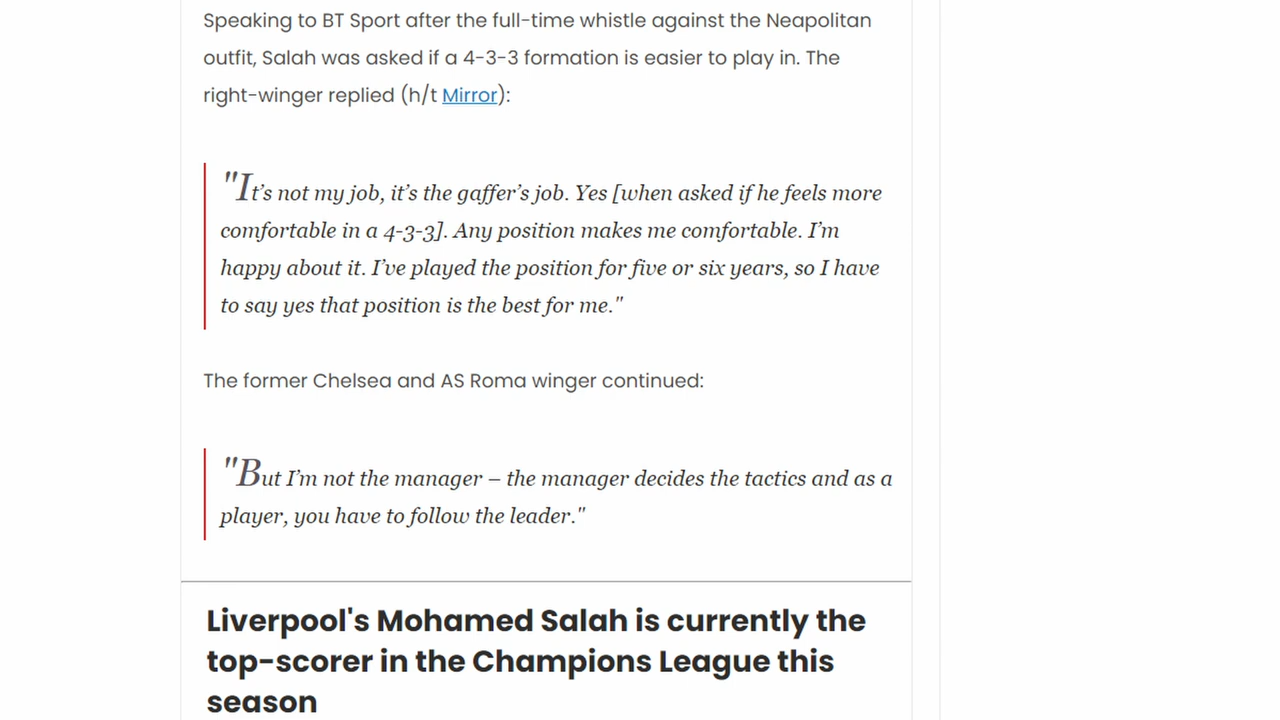 Speaking to BT Sport after the full-time whistle against the Neapolitan
outfit, Salah was asked if a 4-3-3 formation is easier to play in. The
right-winger replied (h/t Mirror):
"It’s not my job, it’s the gaffer’s job. Yes [when asked if he feels more
comfortable in a 4-3-3]. Any position makes me comfortable. I’m
happy about it. I’ve played the position for five or six years, so I have
to say yes that position is the best for me."
The former Chelsea and AS Roma winger continued:
"But I’m not the manager – the manager decides the tactics and as a
player, you have to follow the leader."
Liverpool's Mohamed Salah is currently the
top-scorer in the Champions League this
season